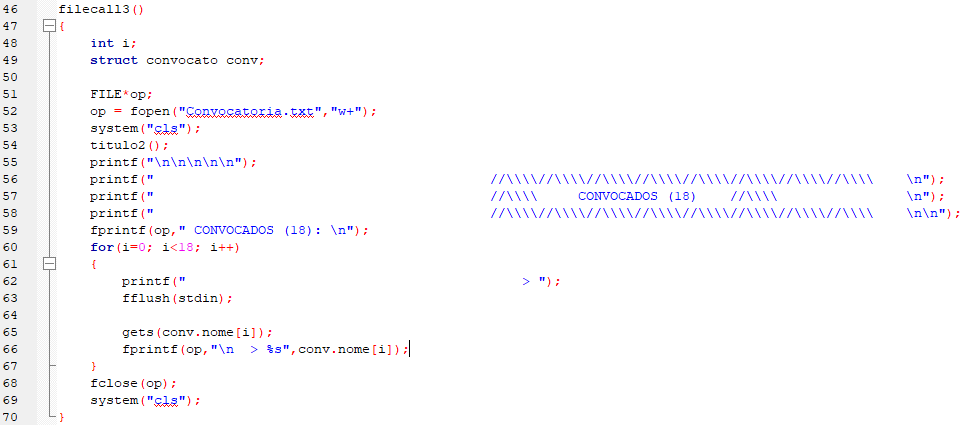 46 filecall3()
47 {
48 int i;
49 struct convocato conv;
50
51 FILE*op;
52 op = fopen("Convocatoria.txt","w+");
53 system("cls");
54 titulo2();
55 printf("\n\n\n\n\n");
56 printf(" //\\\\//\\\\//\\\\//\\\\//\\\\//\\\\//\\\\//\\\\ \n");
57 printf(" //\\\\ CONVOCADOS (18) //\\\\ \n");
58 printf(" //\\\\//\\\\//\\\\//\\\\//\\\\//\\\\//\\\\//\\\\ \n\n");
59 fprintf(op," CONVOCADOS (18): \n");
60 for(i=0; i<18; i++)
61 {
62 printf(" > ");
63 fflush(stdin);
64
65 gets(conv.nome[i]);
66 fprintf(op,"\n > %s",conv.nome[i]);
67 }
68 fclose(op);
69 system("cls");
70 }